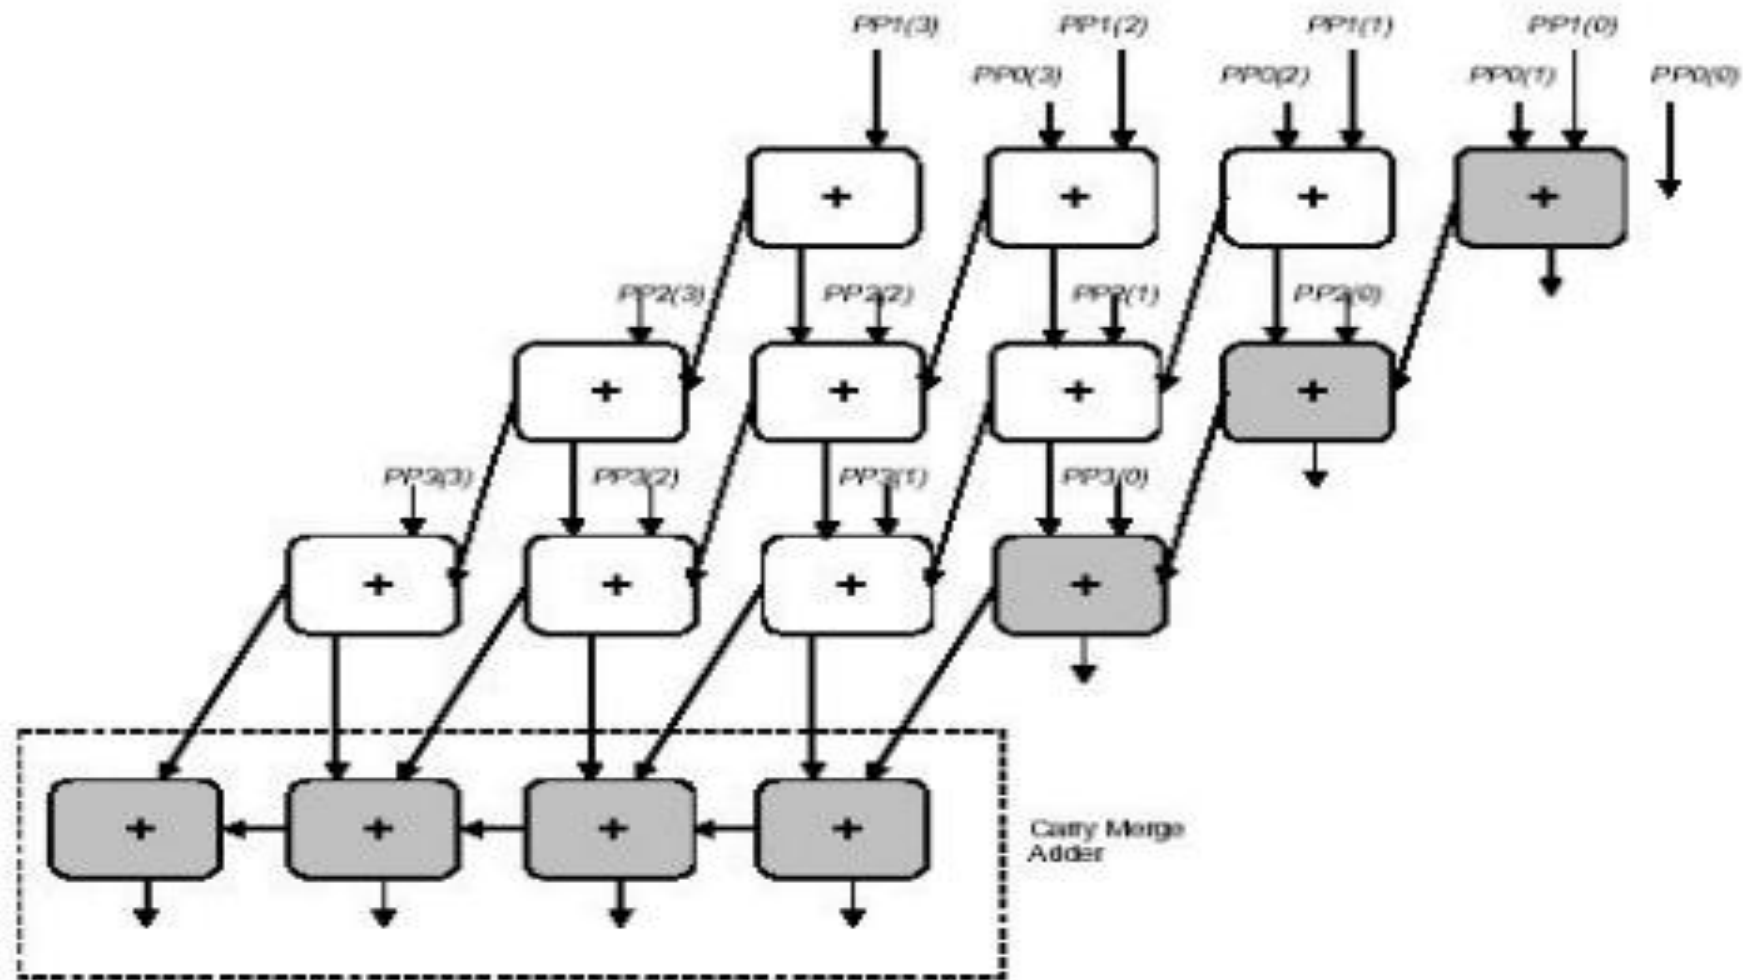 PP1(3) PP1(2) PP1(1) PP1(0)
PP0(3) PP0(2) PP0(1) PP0(0)
+ + + +
PP2(3) PP2(2) PP2(1) PP2(0)
+ + + +
PP3(3) PP3(2) PP3(1) PP3(0)
+ + + +
+ + + +
Carry Merge
Adder